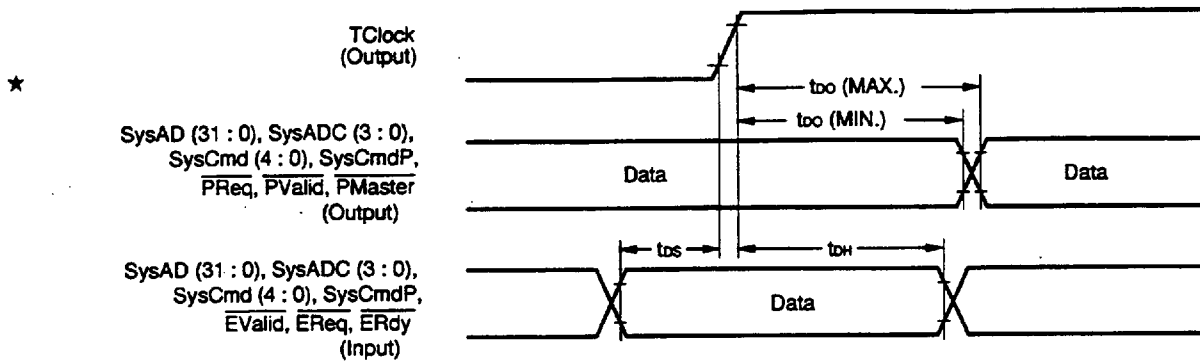 TClock
(Output)
★
tDO (MAX.)
tDO (MIN.)
SysAD (31 : 0), SysADC (3 : 0),
SysCmd (4 : 0), SysCmdP,
PReq, PValid, PMaster
(Output)
Data
Data
tDS
tDH
SysAD (31 : 0), SysADC (3 : 0),
SysCmd (4 : 0), SysCmdP,
EValid, EReq, ERdy
(Input)
Data